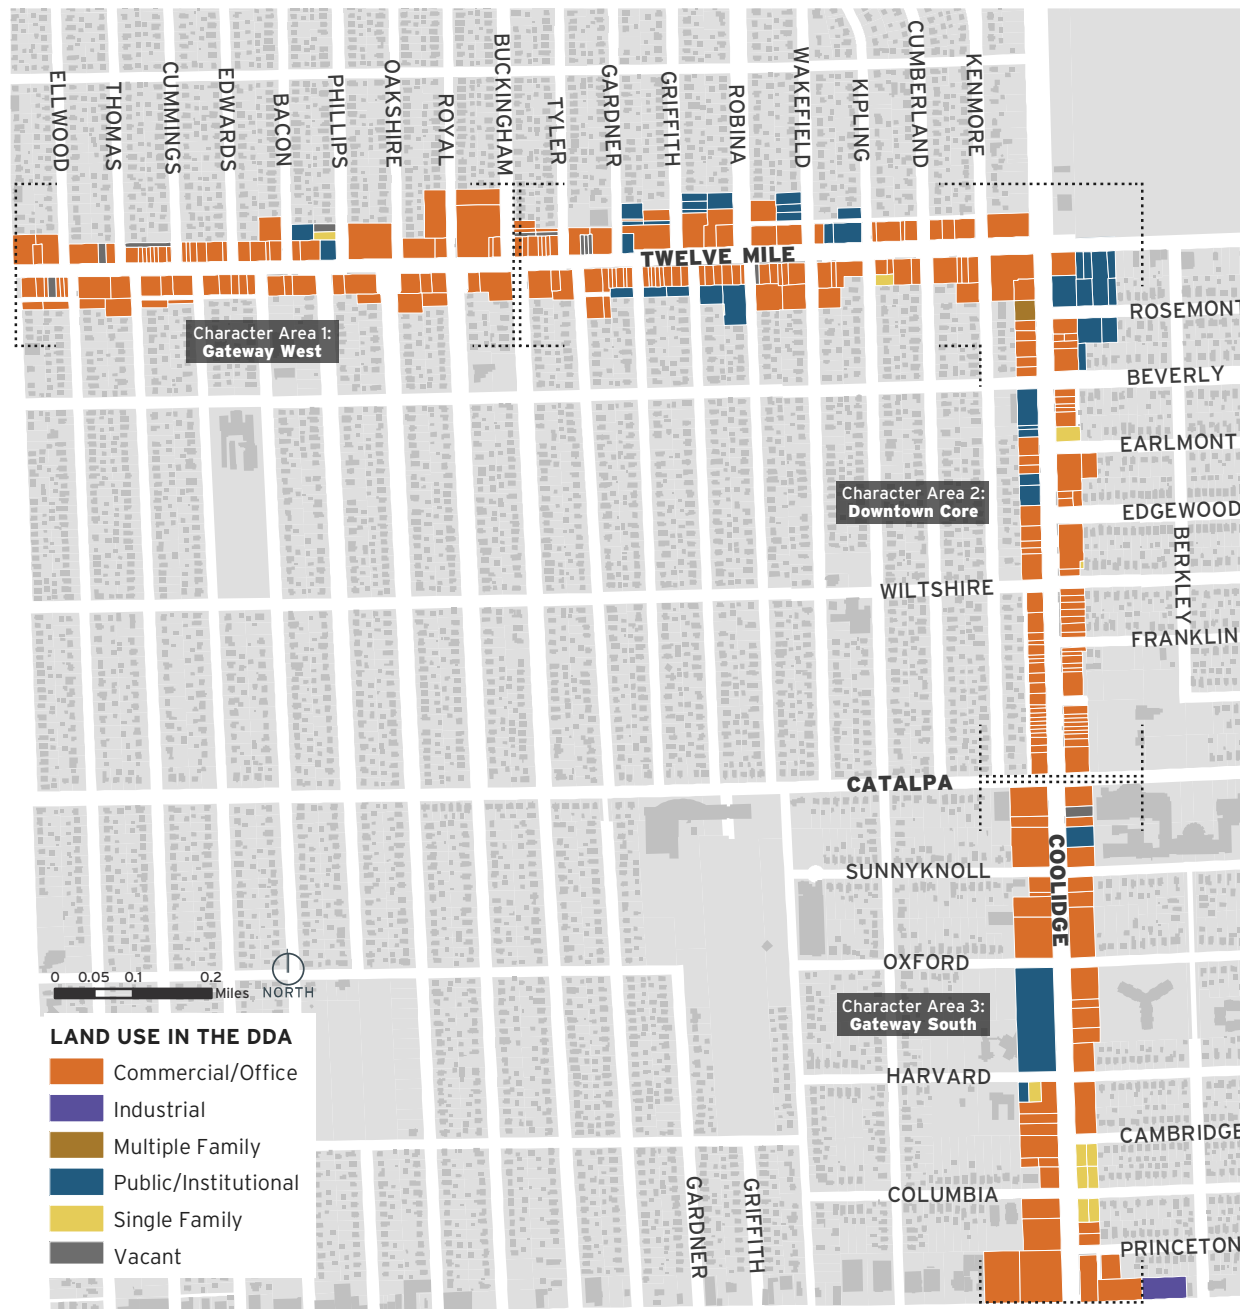 ELLWOOD
THOMAS
CUMMINGS
EDWARDS
BACON
PHILLIPS
OAKSHIRE
ROYAL
BUCKINGHAM
TYLER
GARDNER
GRIFFITH
ROBINA
WAKEFIELD
KIPLING
CUMBERLAND
KENMORE
TWELVE MILE
ROSEMONT
Character Area 1:
Gateway West
BEVERLY
EARLMONT
Character Area 2:
Downtown Core
EDGEWOOD
BERKLEY
WILTSHIRE
FRANKLIN
CATALPA
COOLIDGE
SUNNYKNOLL
OXFORD
0 0.05 0.1 0.2
Miles
NORTH
Character Area 3:
Gateway South
LAND USE IN THE DDA
Commercial/Office
Industrial
Multiple Family
Public/Institutional
Single Family
Vacant
HARVARD
CAMBRIDGE
COLUMBIA
GARDNER
GRIFFITH
PRINCETON